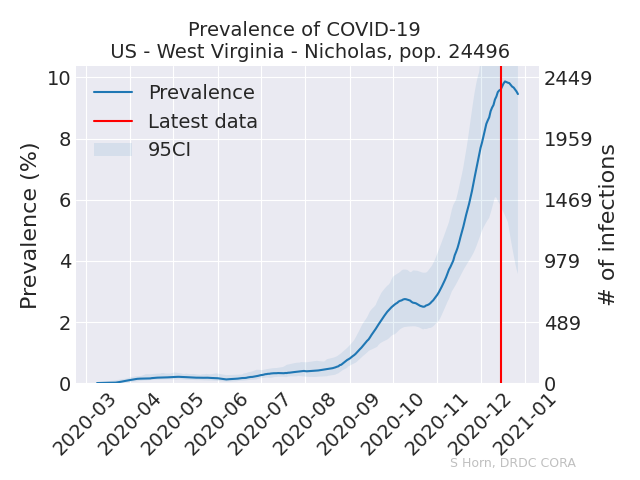 Prevalence of COVID-19
US - West Virginia - Nicholas, pop. 24496
Prevalence
Latest data
95CI
Prevalence (%)
10
8
6
4
2
0
2449
1959
1469
979
489
0
# of infections
2020-03
2020-04
2020-05
2020-06
2020-07
2020-08
2020-09
2020-10
2020-11
2020-12
2021-01
S Horn, DRDC CORA